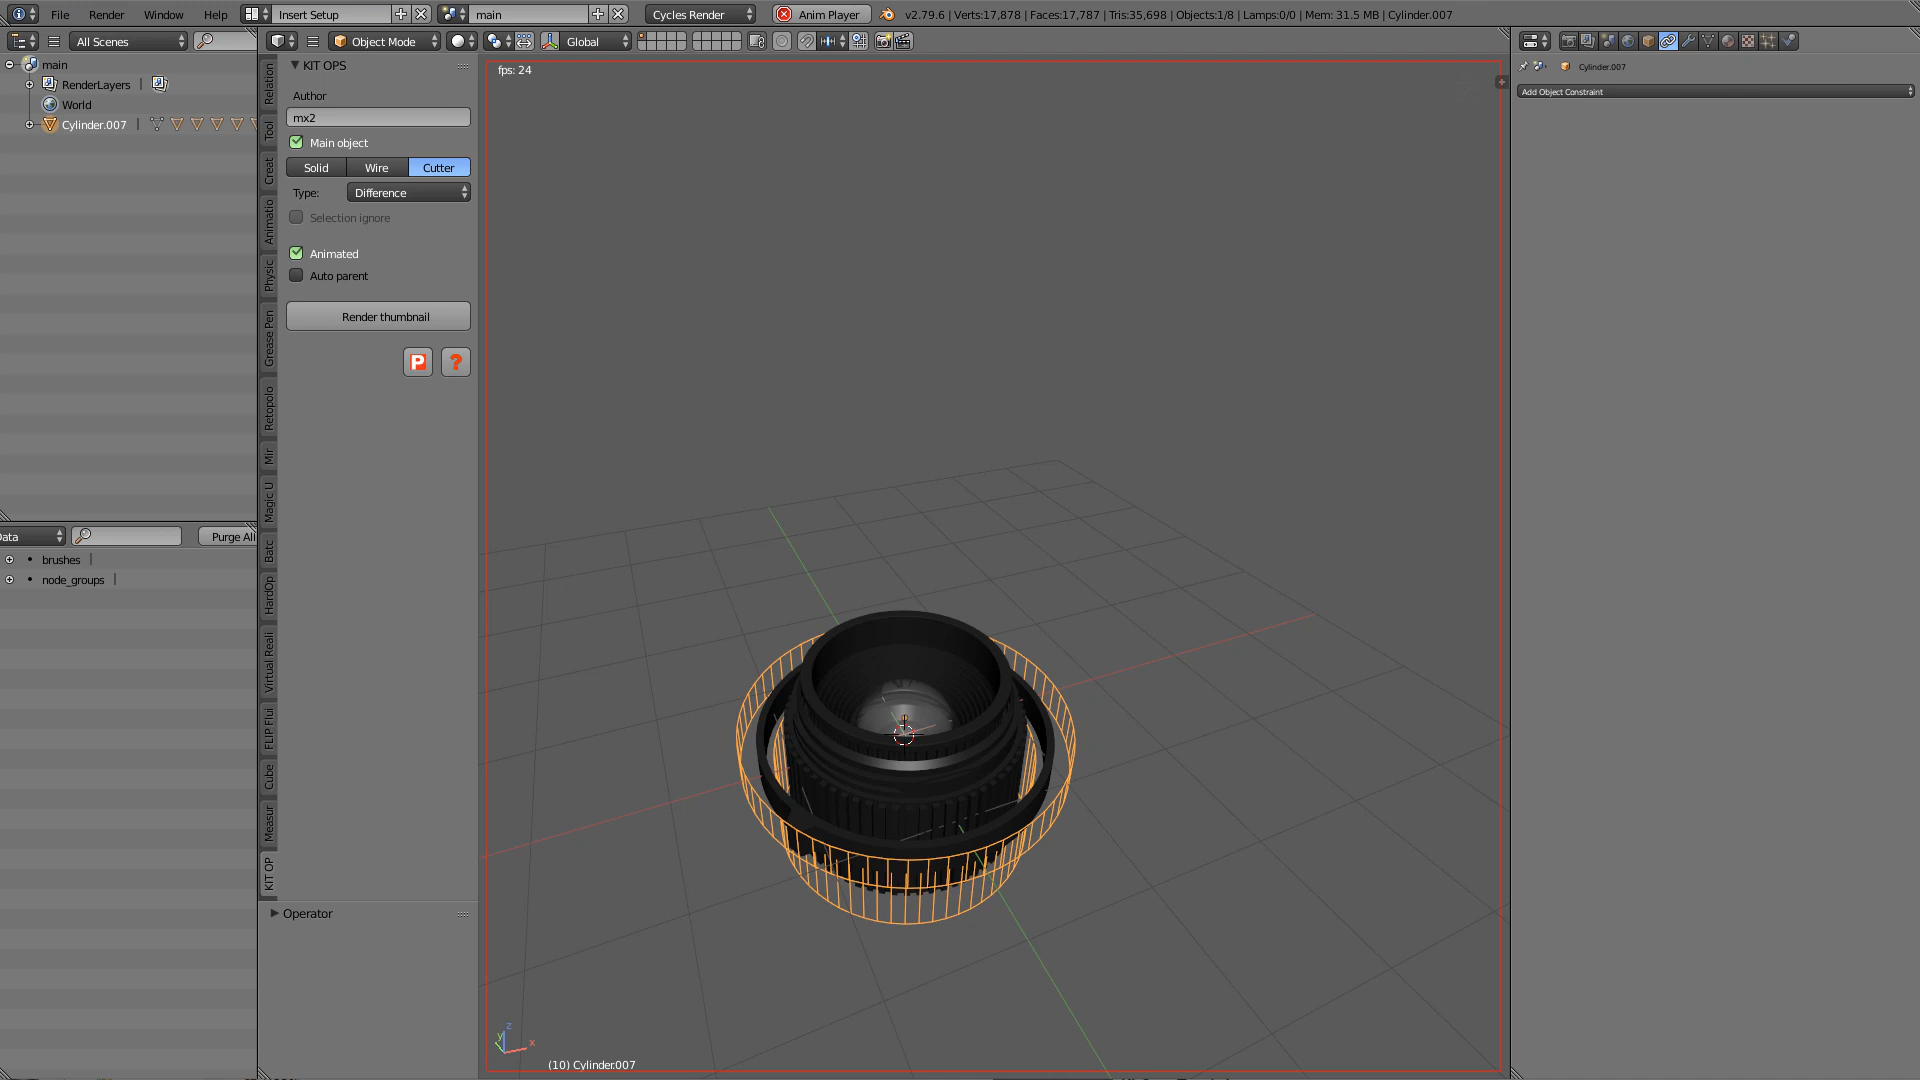 File Render Window Help Insert Setup main Cycles Render Anim Player v2.79.6 | Verts:17,878 | Faces:17,787 | Tris:35,698 | Objects:1/8 | Lamps:0/0 | Mem: 31.5 MB | Cylinder.007
All Scenes Object Mode Global
main
RenderLayers |
World
Cylinder.007 |
ata Purge All
brushes |
node_groups |
Relation
Tool
Creat
Animatio
Physic
Grease Pen
Retopolo
Mir
Magic U
Batc
HardOp
Virtual Reali
FLIP Flui
Cube
Measur
KIT OP
KIT OPS
Author
mx2
Main object
Solid Wire Cutter
Type: Difference
Selection ignore
Animated
Auto parent
Render thumbnail
P ?
Operator
fps: 24
z
y
x
(10) Cylinder.007
Cylinder.007
Add Object Constraint